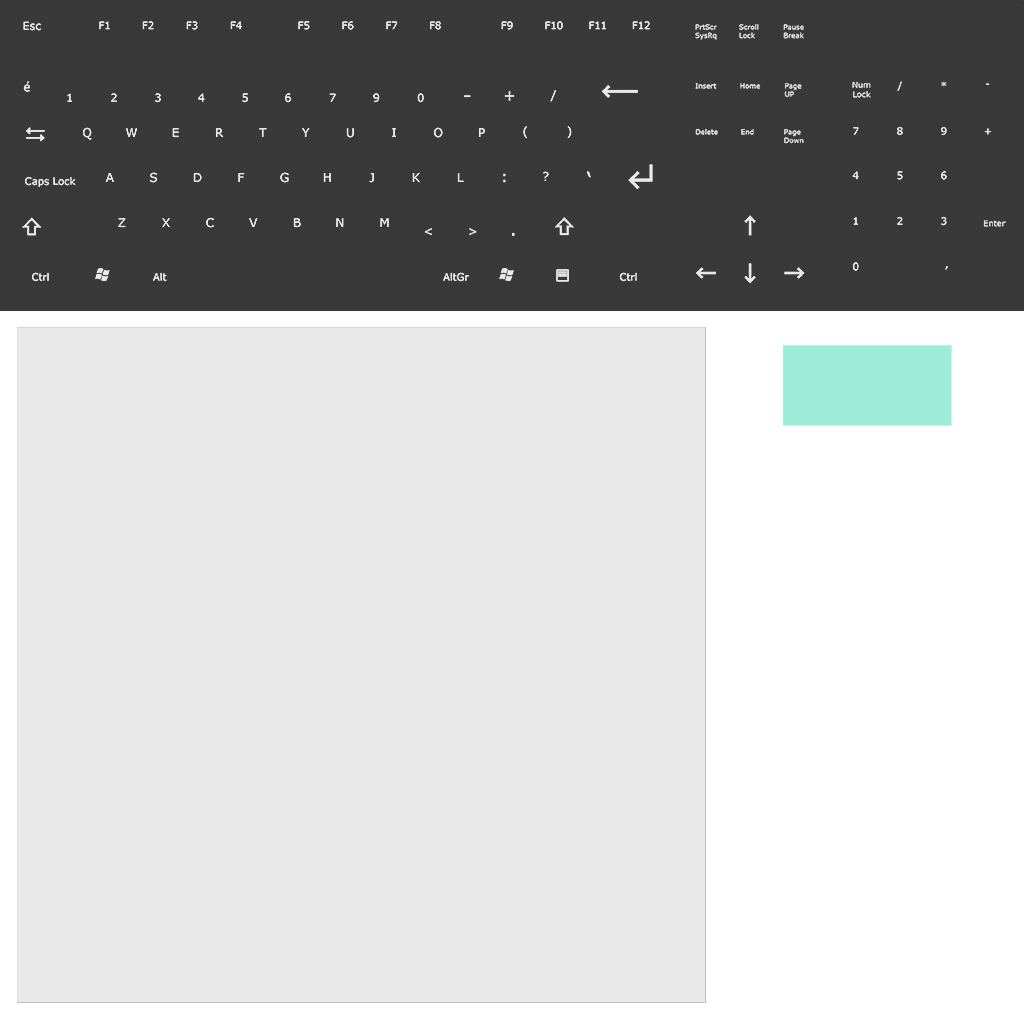 Esc F1 F2 F3 F4 F5 F6 F7 F8 F9 F10 F11 F12 PrtScr SysRq Scroll Lock Pause Break
é 1 2 3 4 5 6 7 9 0 - + / Insert Home Page UP Num Lock / * -
Q W E R T Y U I O P ( ) Delete End Page Down 7 8 9 +
Caps Lock A S D F G H J K L : ? ` 4 5 6
Z X C V B N M < > . 1 2 3 Enter
Ctrl Alt AltGr Ctrl 0 ,